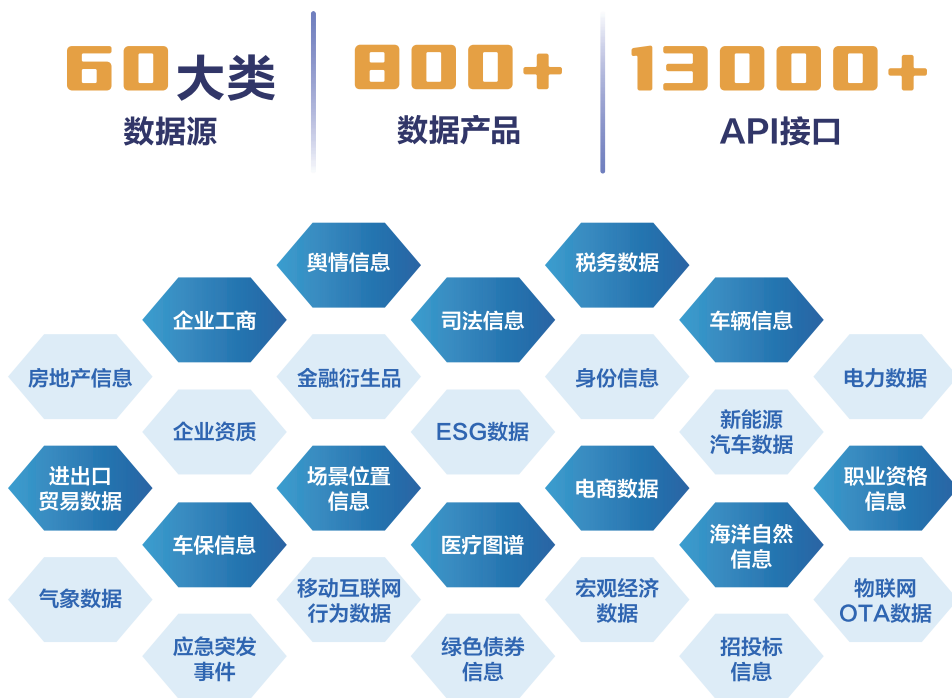 60大类
数据源
800+
数据产品
13000+
API接口
舆情信息
税务数据
企业工商
司法信息
车辆信息
房地产信息
金融衍生品
身份信息
电力数据
企业资质
ESG数据
新能源
汽车数据
进出口
贸易数据
场景位置
信息
电商数据
职业资格
信息
车保信息
医疗图谱
海洋自然
信息
气象数据
移动互联网
行为数据
宏观经济
数据
物联网
OTA数据
应急突发
事件
绿色债券
信息
招投标
信息